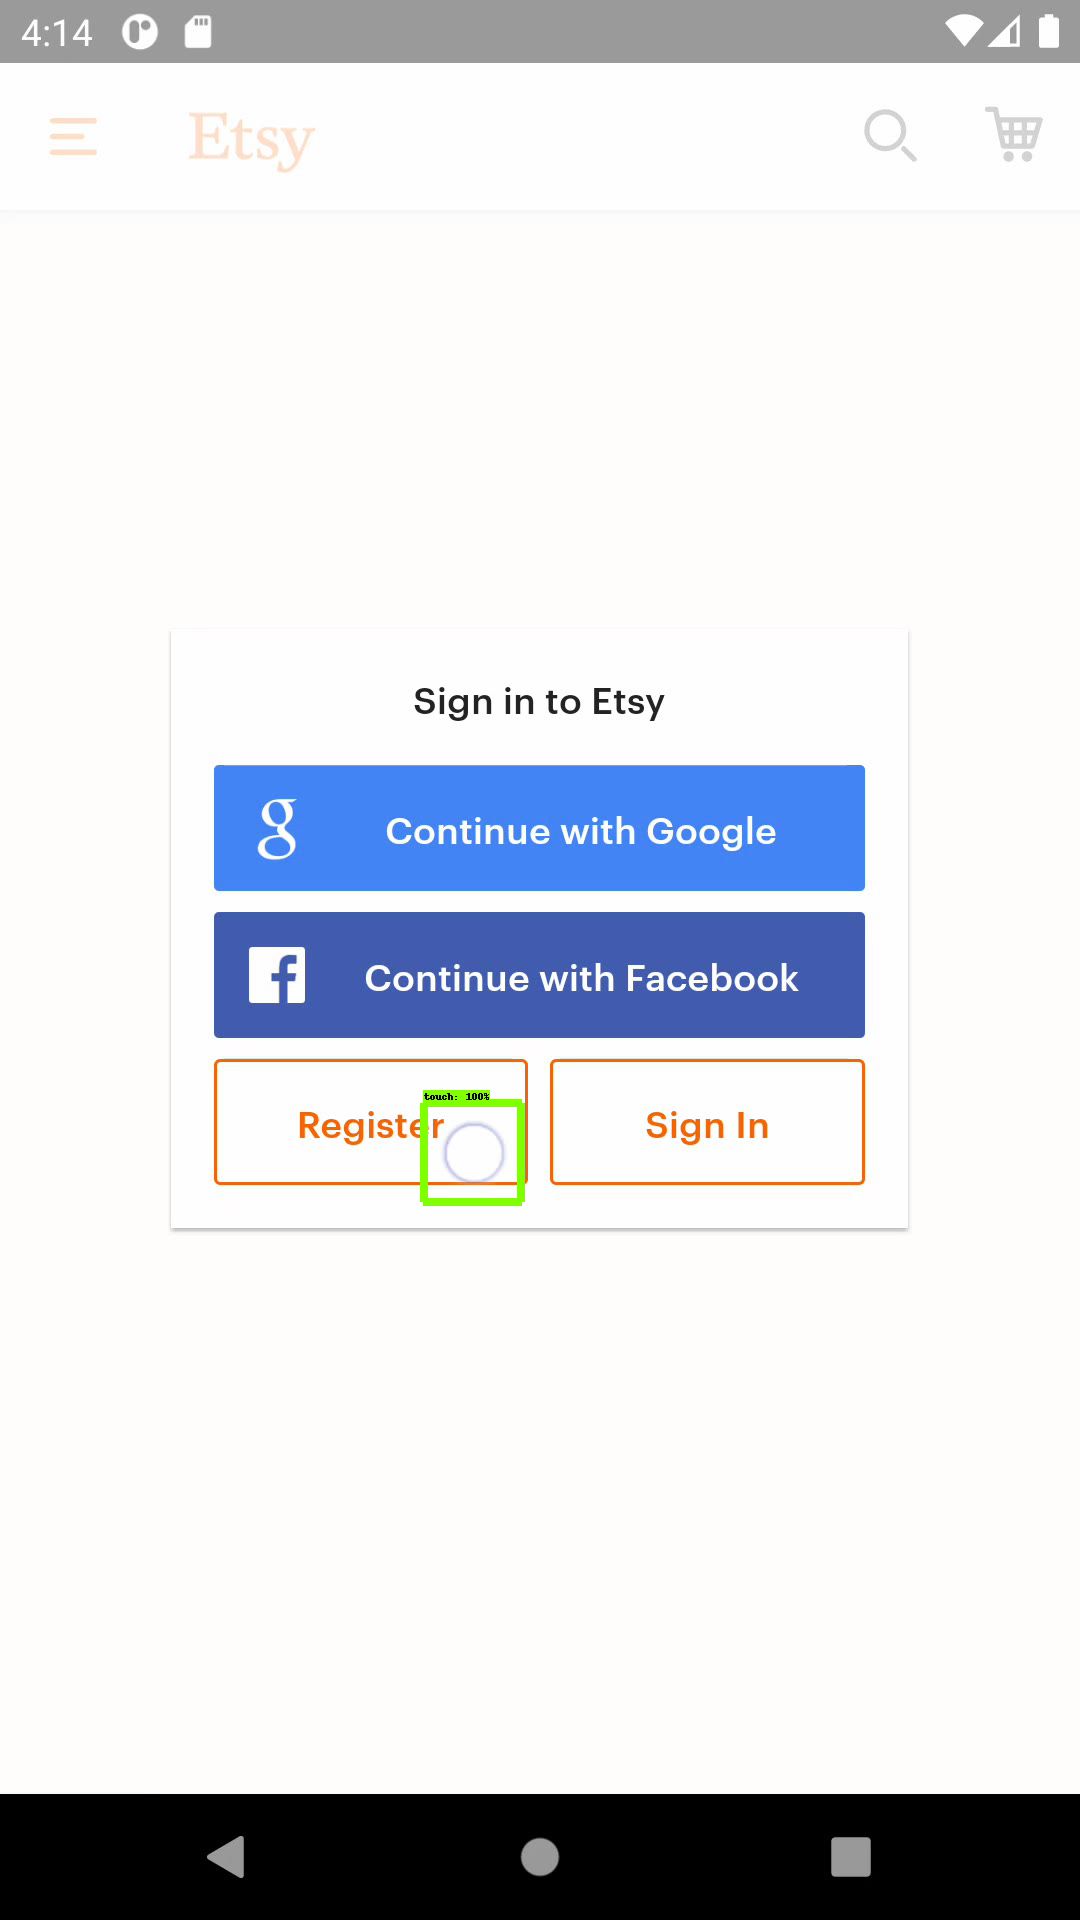 4:14
Etsy
Sign in to Etsy
g Continue with Google
f Continue with Facebook
touch: 100%
Register Sign In